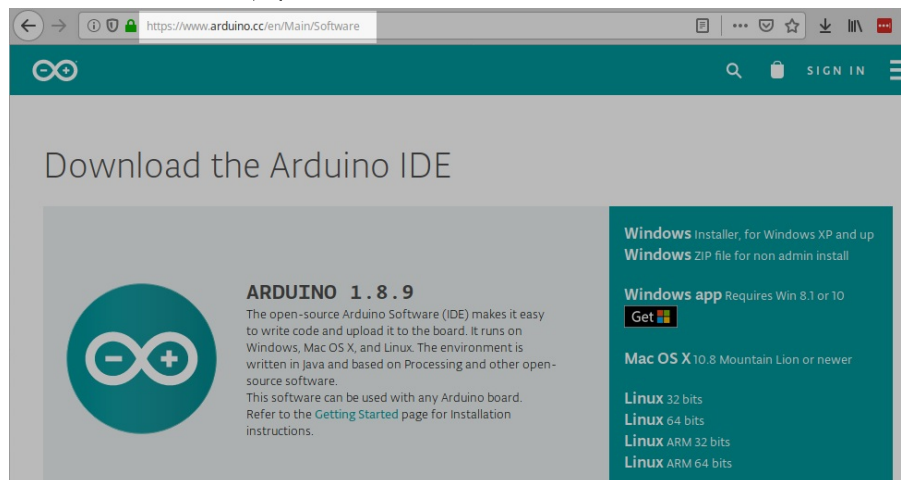 https://www.arduino.cc/en/Main/Software
SIGN IN
Download the Arduino IDE
ARDUINO 1.8.9
The open-source Arduino Software (IDE) makes it easy
to write code and upload it to the board. It runs on
Windows, Mac OS X, and Linux. The environment is
written in Java and based on Processing and other open-
source software.
This software can be used with any Arduino board.
Refer to the Getting Started page for Installation
instructions.
Windows Installer, for Windows XP and up
Windows ZIP file for non admin install
Windows app Requires Win 8.1 or 10
Get
Mac OS X 10.8 Mountain Lion or newer
Linux 32 bits
Linux 64 bits
Linux ARM 32 bits
Linux ARM 64 bits